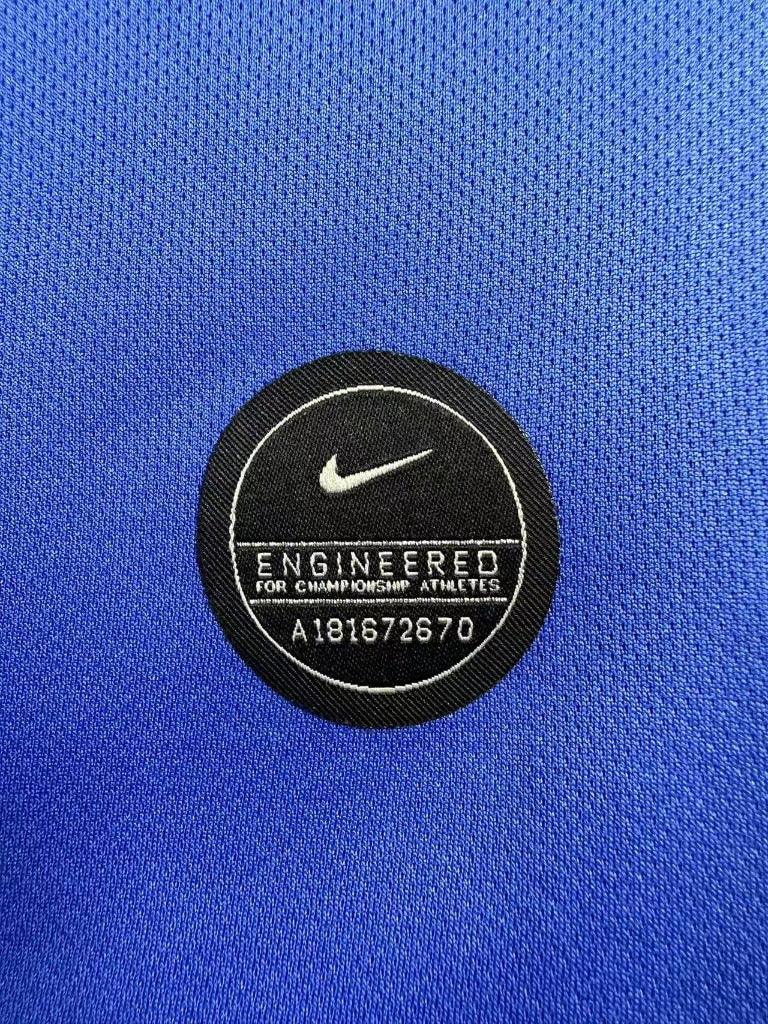 ENGINEERED
FOR CHAMPIONSHIP ATHLETES
A181672670